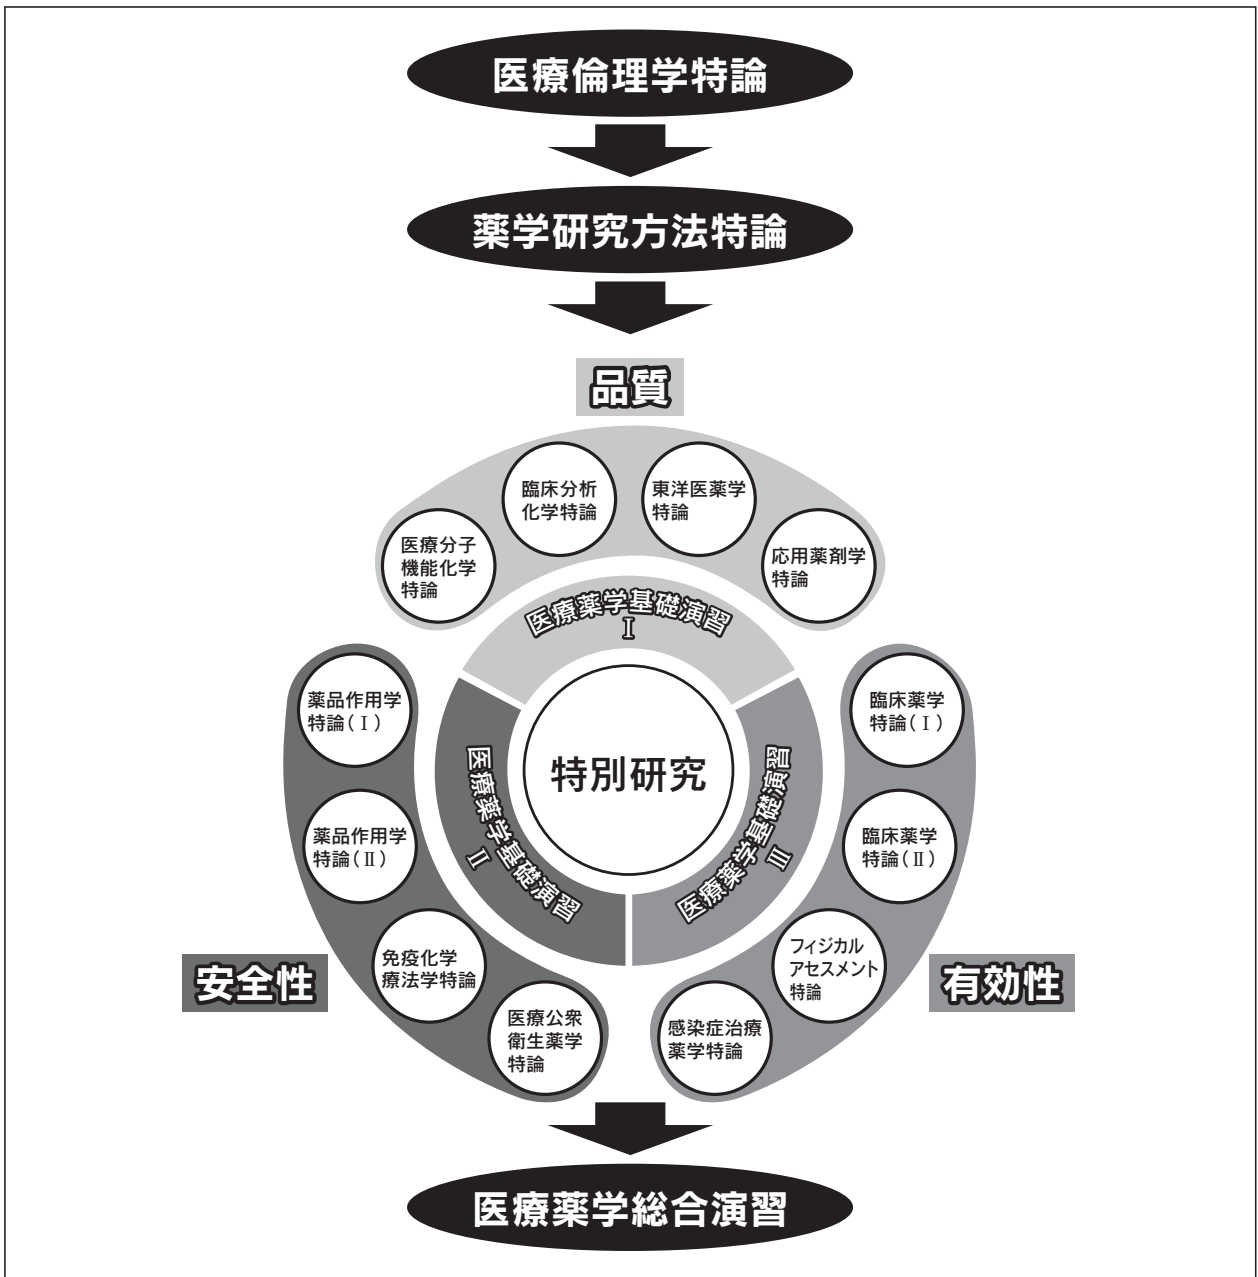 医療倫理学特論
薬学研究方法特論
品質
臨床分析
化学特論
東洋医薬学
特論
医療分子
機能化学
特論
応用薬剤学
特論
医療薬学基礎演習
Ⅰ
薬品作用学
特論(Ⅰ)
臨床薬学
特論(Ⅰ)
特別研究
医療薬学基礎演習
Ⅱ
医療薬学基礎演習
Ⅲ
薬品作用学
特論(Ⅱ)
臨床薬学
特論(Ⅱ)
免疫化学
療法学特論
フィジカル
アセスメント
特論
安全性
有効性
医療公衆
衛生薬学
特論
感染症治療
薬学特論
医療薬学総合演習